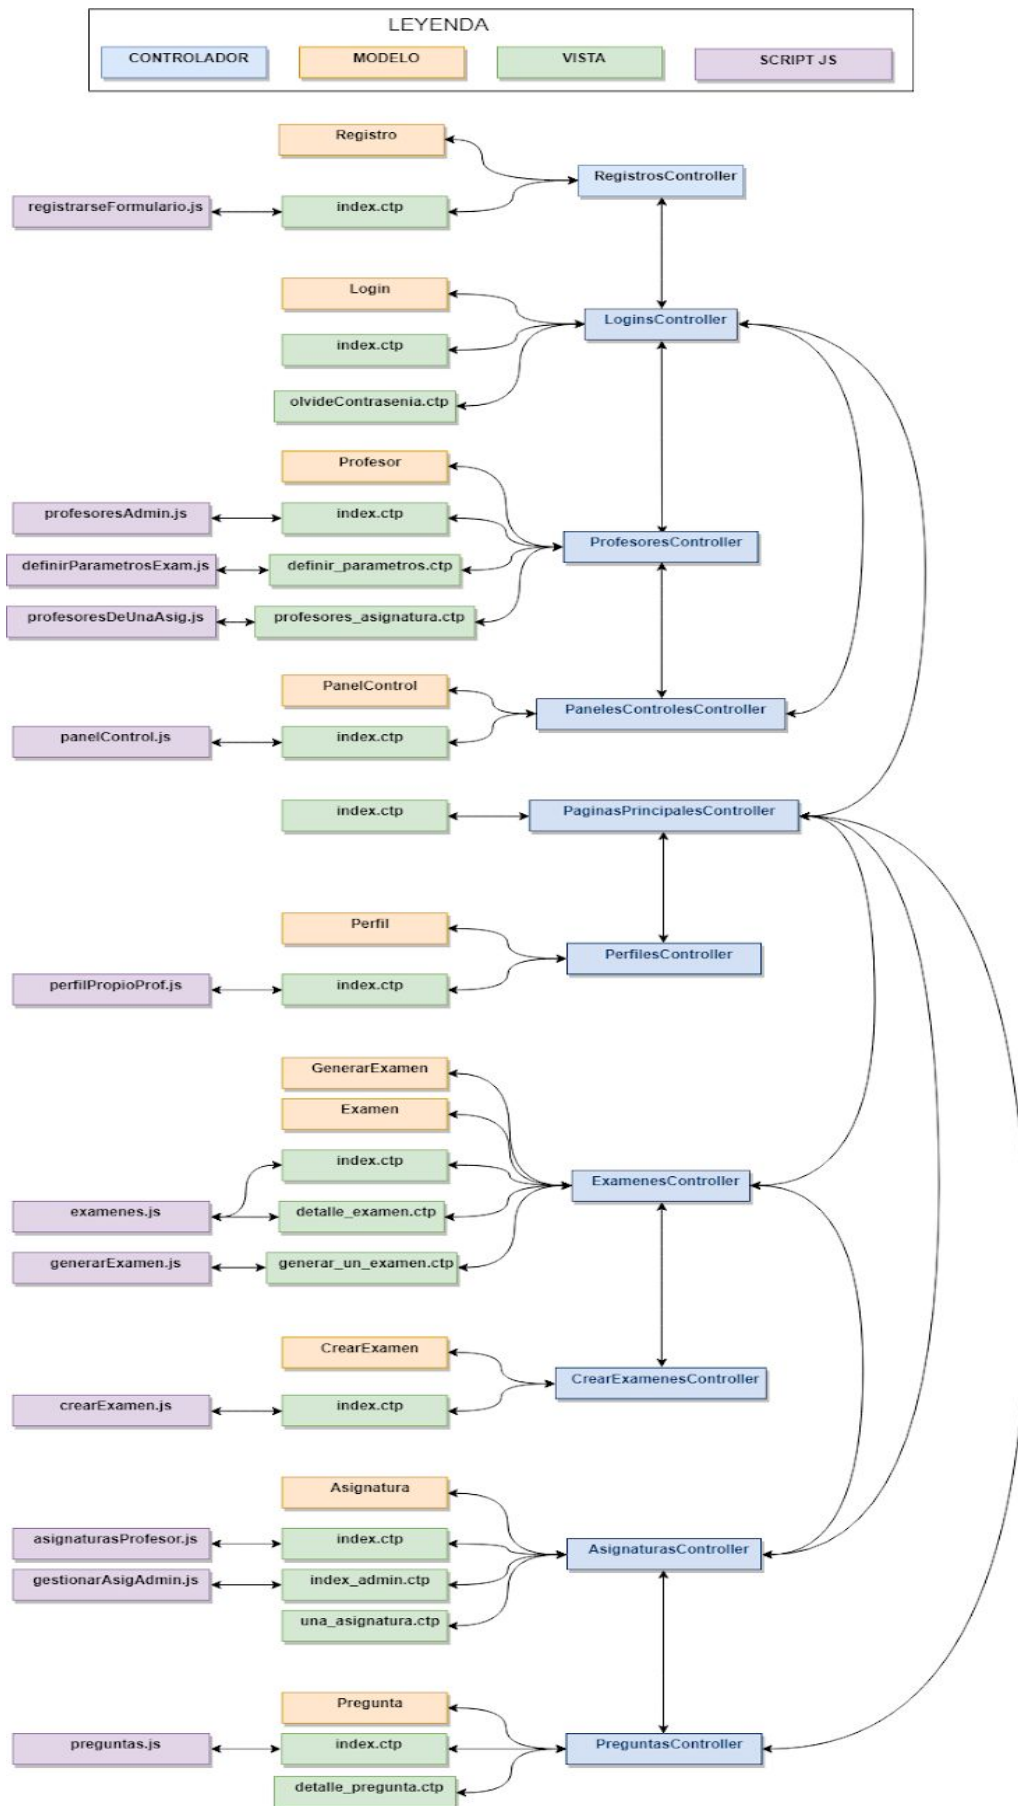 LEYENDA
CONTROLADOR
MODELO
VISTA
SCRIPT JS
Registro
RegistrosController
registrarseFormulario.js
index.ctp
Login
LoginsController
index.ctp
olvideContrasenia.ctp
Profesor
profesoresAdmin.js
index.ctp
ProfesoresController
definirParametrosExam.js
definir_parametros.ctp
profesoresDeUnaAsig.js
profesores_asignatura.ctp
PanelControl
PanelesControlesController
panelControl.js
index.ctp
index.ctp
PaginasPrincipalesController
Perfil
PerfilesController
perfilPropioProf.js
index.ctp
GenerarExamen
Examen
index.ctp
ExamenesController
examenes.js
detalle_examen.ctp
generarExamen.js
generar_un_examen.ctp
CrearExamen
CrearExamenesController
crearExamen.js
index.ctp
Asignatura
asignaturasProfesor.js
index.ctp
AsignaturasController
gestionarAsigAdmin.js
index_admin.ctp
una_asignatura.ctp
Pregunta
preguntas.js
index.ctp
PreguntasController
detalle_pregunta.ctp